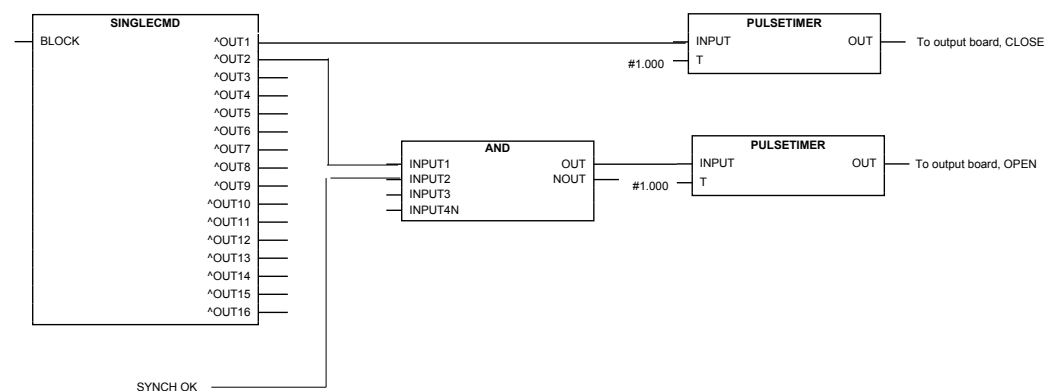 SINGLECMD
BLOCK
^OUT1
^OUT2
^OUT3
^OUT4
^OUT5
^OUT6
^OUT7
^OUT8
^OUT9
^OUT10
^OUT11
^OUT12
^OUT13
^OUT14
^OUT15
^OUT16
PULSETIMER
INPUT OUT
To output board, CLOSE
#1.000
T
AND
INPUT1 OUT
INPUT2 NOUT
INPUT3
INPUT4N
PULSETIMER
INPUT OUT
To output board, OPEN
#1.000
T
SYNCH OK